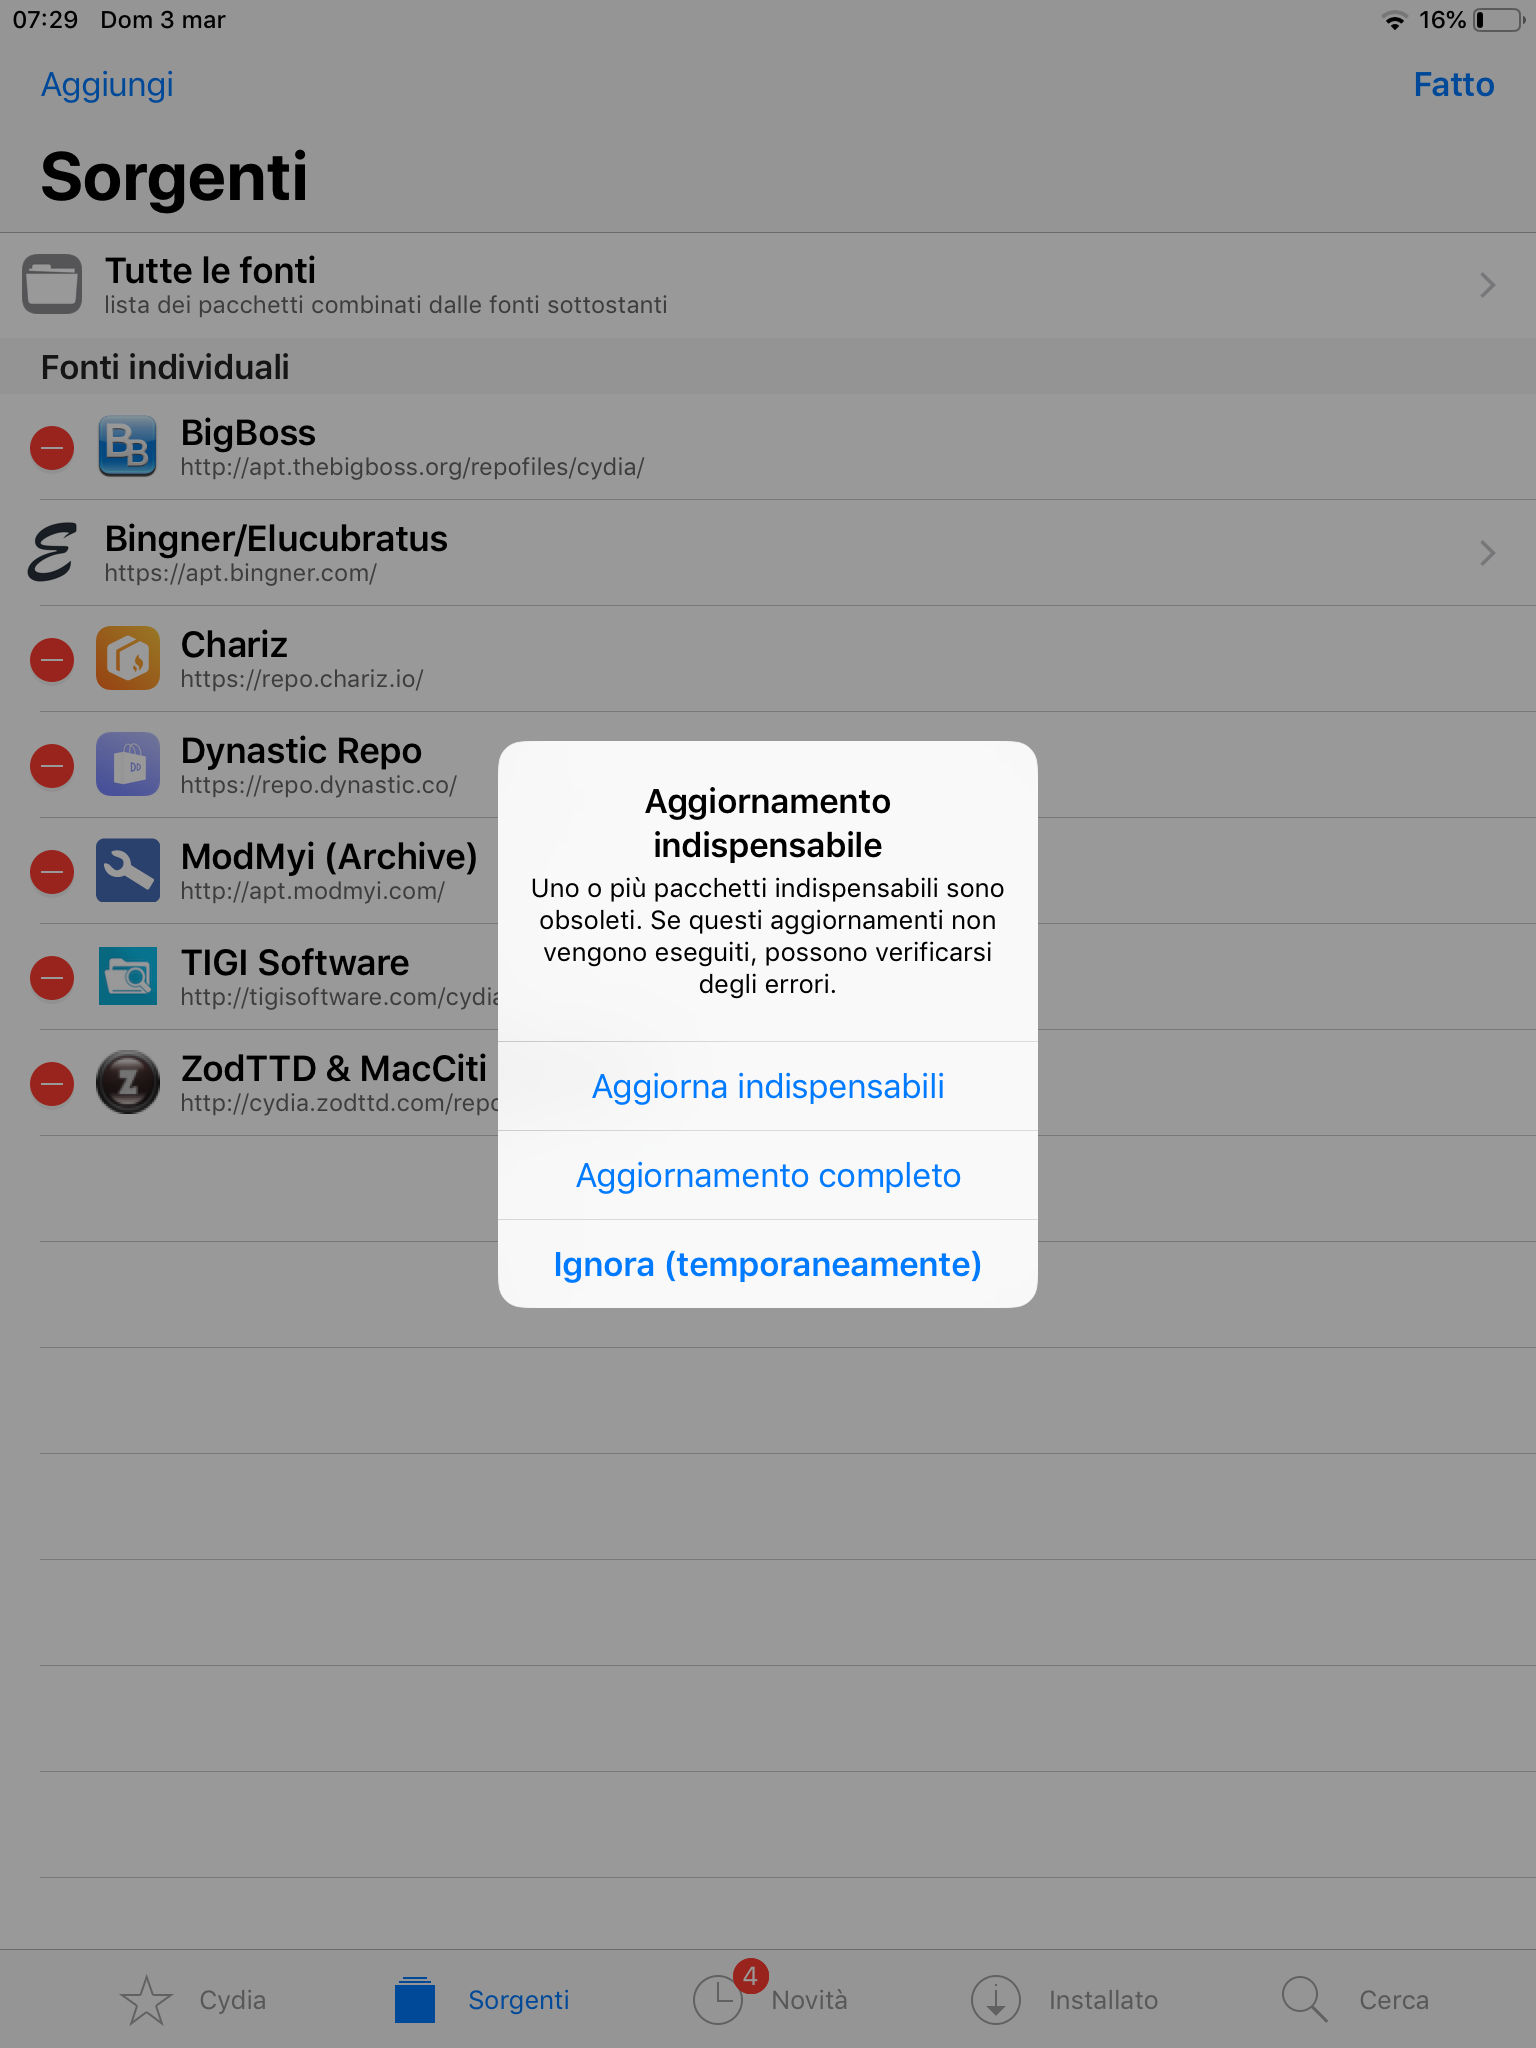 07:29 Dom 3 mar 16%
Aggiungi Fatto
Sorgenti
Tutte le fonti
lista dei pacchetti combinati dalle fonti sottostanti
Fonti individuali
BigBoss
http://apt.thebigboss.org/repofiles/cydia/
Bingner/Elucubratus
https://apt.bingner.com/
Chariz
https://repo.chariz.io/
Dynastic Repo
https://repo.dynastic.co/
ModMyi (Archive)
http://apt.modmyi.com/
TIGI Software
http://tigisoftware.com/cydia
ZodTTD & MacCiti
http://cydia.zodttd.com/repo
Aggiornamento
indispensabile
Uno o più pacchetti indispensabili sono
obsoleti. Se questi aggiornamenti non
vengono eseguiti, possono verificarsi
degli errori.
Aggiorna indispensabili
Aggiornamento completo
Ignora (temporaneamente)
Cydia Sorgenti 4 Novità Installato Cerca